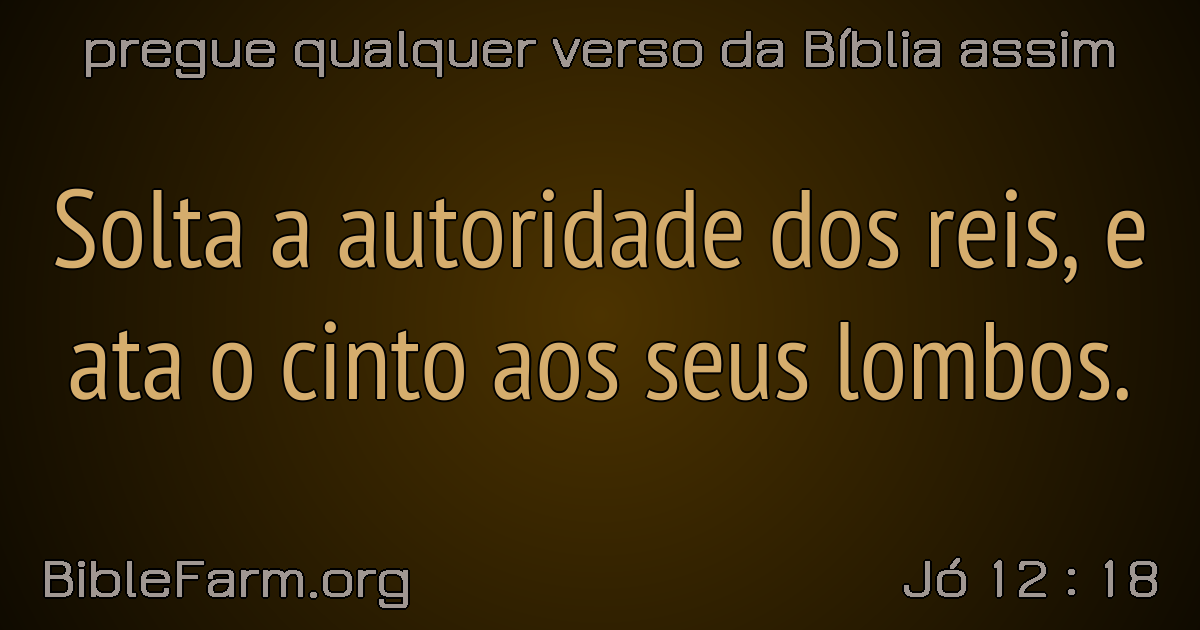 pregue qualquer verso da Bíblia assim
Solta a autoridade dos reis, e
ata o cinto aos seus lombos.
BibleFarm.org
Jó 12 : 18